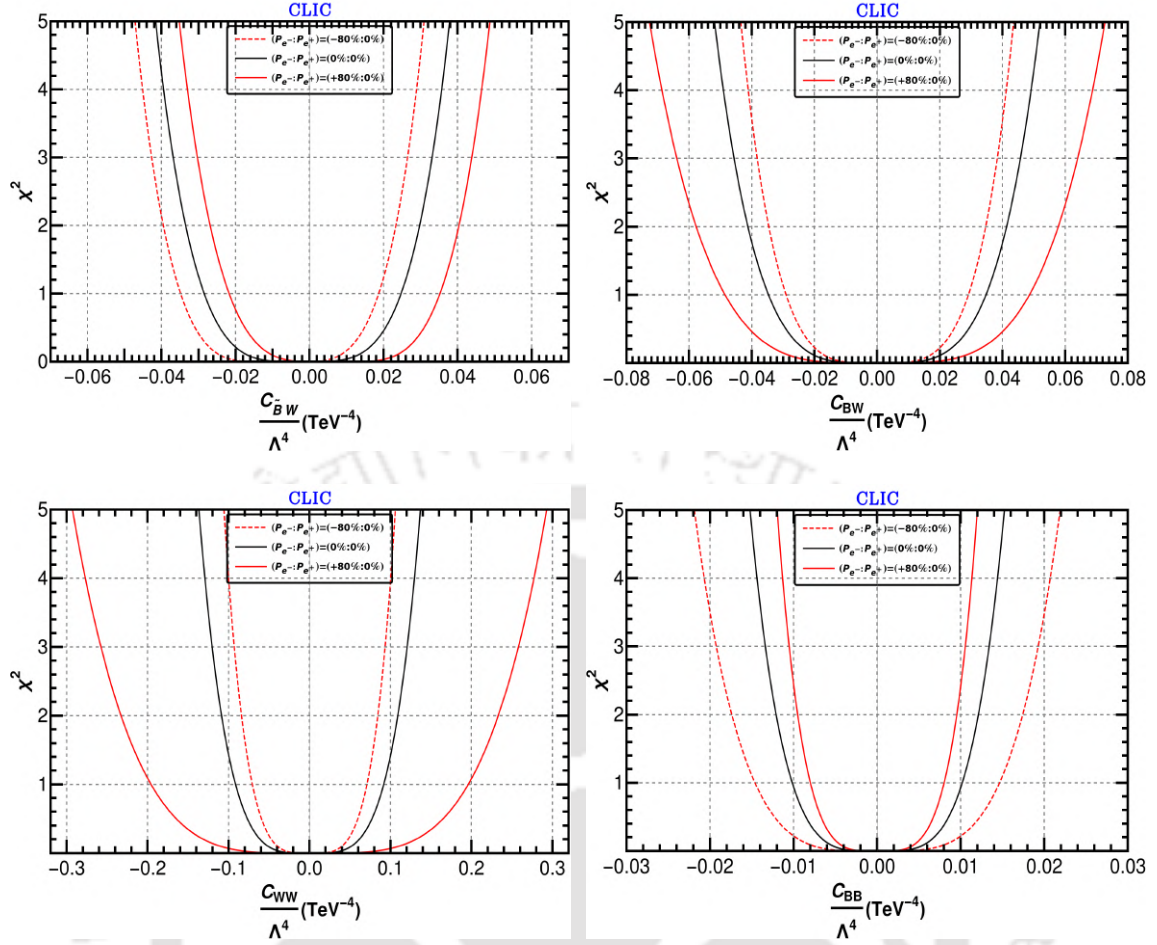 CLIC
(Pe-:Pe+)=(-80%:0%)
(Pe-:Pe+)=(0%:0%)
(Pe-:Pe+)=(+80%:0%)
5
4
3
2
1
0
χ²
−0.06 −0.04 −0.02 0.00 0.02 0.04 0.06
C_B̃W/Λ⁴ (TeV⁻⁴)
CLIC
(Pe-:Pe+)=(-80%:0%)
(Pe-:Pe+)=(0%:0%)
(Pe-:Pe+)=(+80%:0%)
5
4
3
2
1
0
χ²
−0.08 −0.06 −0.04 −0.02 0.00 0.02 0.04 0.06 0.08
C_BW/Λ⁴ (TeV⁻⁴)
CLIC
(Pe-:Pe+)=(-80%:0%)
(Pe-:Pe+)=(0%:0%)
(Pe-:Pe+)=(+80%:0%)
5
4
3
2
1
χ²
−0.3 −0.2 −0.1 0.0 0.1 0.2 0.3
C_WW/Λ⁴ (TeV⁻⁴)
CLIC
(Pe-:Pe+)=(-80%:0%)
(Pe-:Pe+)=(0%:0%)
(Pe-:Pe+)=(+80%:0%)
5
4
3
2
1
χ²
−0.03 −0.02 −0.01 0.00 0.01 0.02 0.03
C_BB/Λ⁴ (TeV⁻⁴)